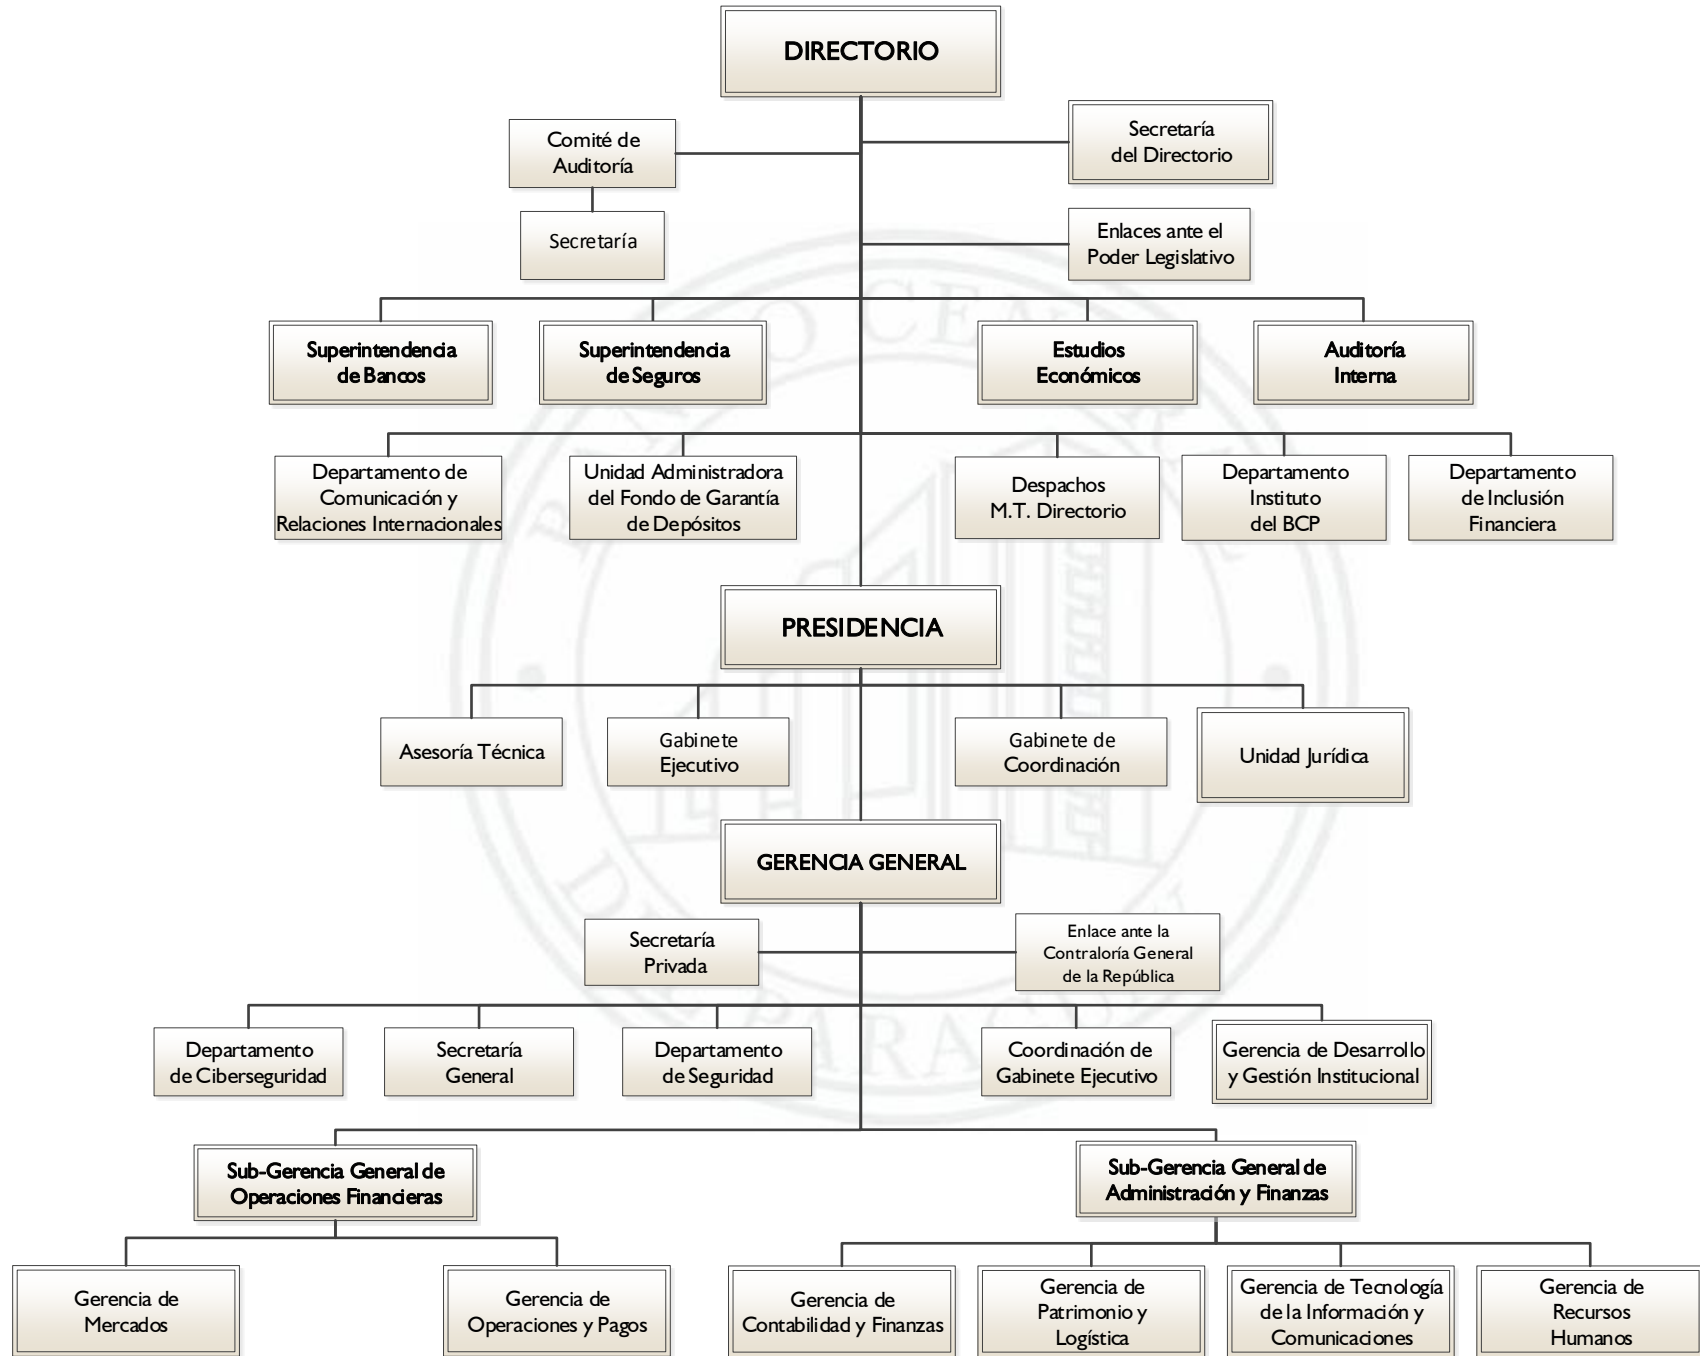 DIRECTORIO
Comité de
Auditoría
Secretaría
del Directorio
Secretaría
Enlaces ante el
Poder Legislativo
Superintendencia
de Bancos
Superintendencia
de Seguros
Estudios
Económicos
Auditoría
Interna
Departamento de
Comunicación y
Relaciones Internacionales
Unidad Administradora
del Fondo de Garantía
de Depósitos
Despachos
M.T. Directorio
Departamento
Instituto
del BCP
Departamento
de Inclusión
Financiera
PRESIDENCIA
Asesoría Técnica
Gabinete
Ejecutivo
Gabinete de
Coordinación
Unidad Jurídica
GERENCIA GENERAL
Secretaría
Privada
Enlace ante la
Contraloría General
de la República
Departamento
de Ciberseguridad
Secretaría
General
Departamento
de Seguridad
Coordinación de
Gabinete Ejecutivo
Gerencia de Desarrollo
y Gestión Institucional
Sub-Gerencia General de
Operaciones Financieras
Sub-Gerencia General de
Administración y Finanzas
Gerencia de
Mercados
Gerencia de
Operaciones y Pagos
Gerencia de
Contabilidad y Finanzas
Gerencia de
Patrimonio y
Logística
Gerencia de Tecnología
de la Información y
Comunicaciones
Gerencia de
Recursos
Humanos